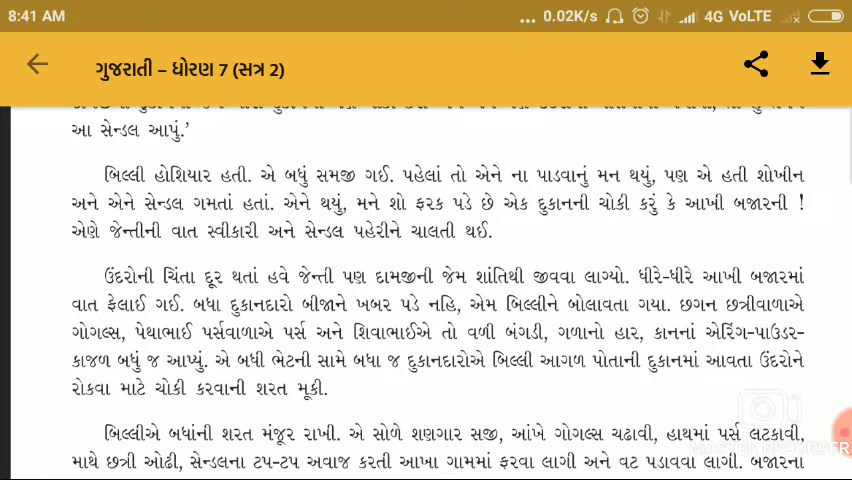 8:41 AM
... 0.02K/s 4G VoLTE
ગુજરાતી – ધોરણ 7 (સત્ર 2)
આ સેન્ડલ આપું.’
બિલ્લી હોશિયાર હતી. એ બધું સમજી ગઈ. પહેલાં તો એને ના પાડવાનું મન થયું, પણ એ હતી શોખીન
અને એને સેન્ડલ ગમતાં હતાં. એને થયું, મને શો ફરક પડે છે એક દુકાનની ચોકી કરું કે આખી બજારની !
એણે જેન્તીની વાત સ્વીકારી અને સેન્ડલ પહેરીને ચાલતી થઈ.
ઉંદરોની ચિંતા દૂર થતાં હવે જેન્તી પણ દામજીની જેમ શાંતિથી જીવવા લાગ્યો. ધીરે-ધીરે આખી બજારમાં
વાત ફેલાઈ ગઈ. બધા દુકાનદારો બીજાને ખબર પડે નહિ, એમ બિલ્લીને બોલાવતા ગયા. છગન છત્રીવાળાએ
ગોગલ્સ, પેથાભાઈ પર્સવાળાએ પર્સ અને શિવાભાઈએ તો વળી બંગડી, ગળાનો હાર, કાનનાં એરિંગ-પાઉડર-
કાજળ બધું જ આપ્યું. એ બધી ભેટની સામે બધા જ દુકાનદારોએ બિલ્લી આગળ પોતાની દુકાનમાં આવતા ઉંદરોને
રોકવા માટે ચોકી કરવાની શરત મૂકી.
બિલ્લીએ બધાંની શરત મંજૂર રાખી. એ સોળે શણગાર સજી, આંખે ગોગલ્સ ચઢાવી, હાથમાં પર્સ લટકાવી,
માથે છત્રી ઓઢી, સેન્ડલના ટપ-ટપ અવાજ કરતી આખા ગામમાં ફરવા લાગી અને વટ પડાવવા લાગી. બજારના